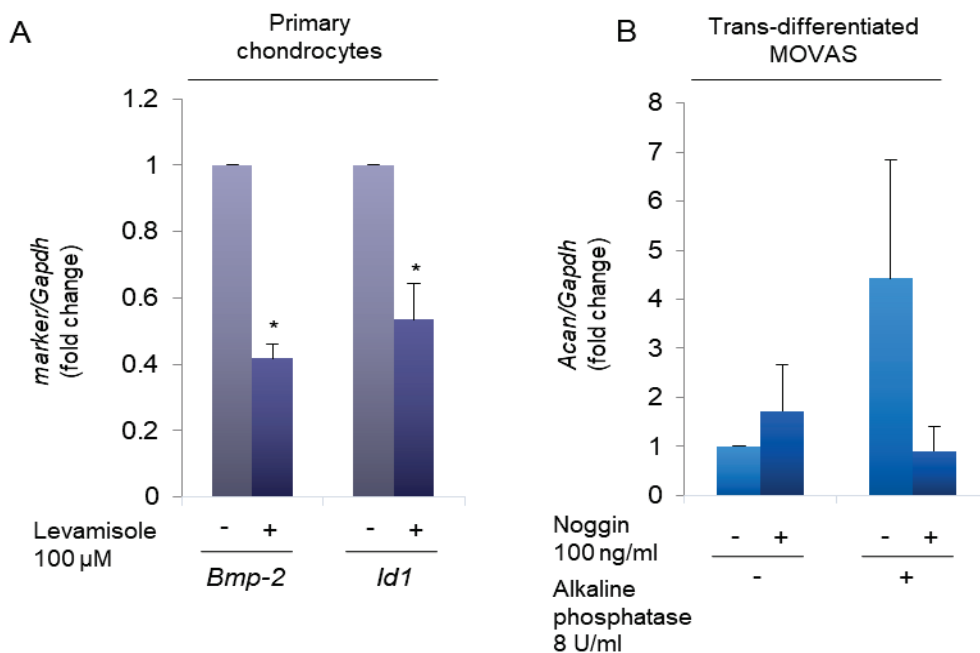 A
Primary
chondrocytes
1.2
1
0.8
0.6
0.4
0.2
0
marker/Gapdh
(fold change)
*
*
Levamisole
100 µM
- + - +
Bmp-2 Id1
B
Trans-differentiated
MOVAS
8
7
6
5
4
3
2
1
0
Acan/Gapdh
(fold change)
Noggin
100 ng/ml
- + - +
Alkaline
phosphatase
8 U/ml
- +